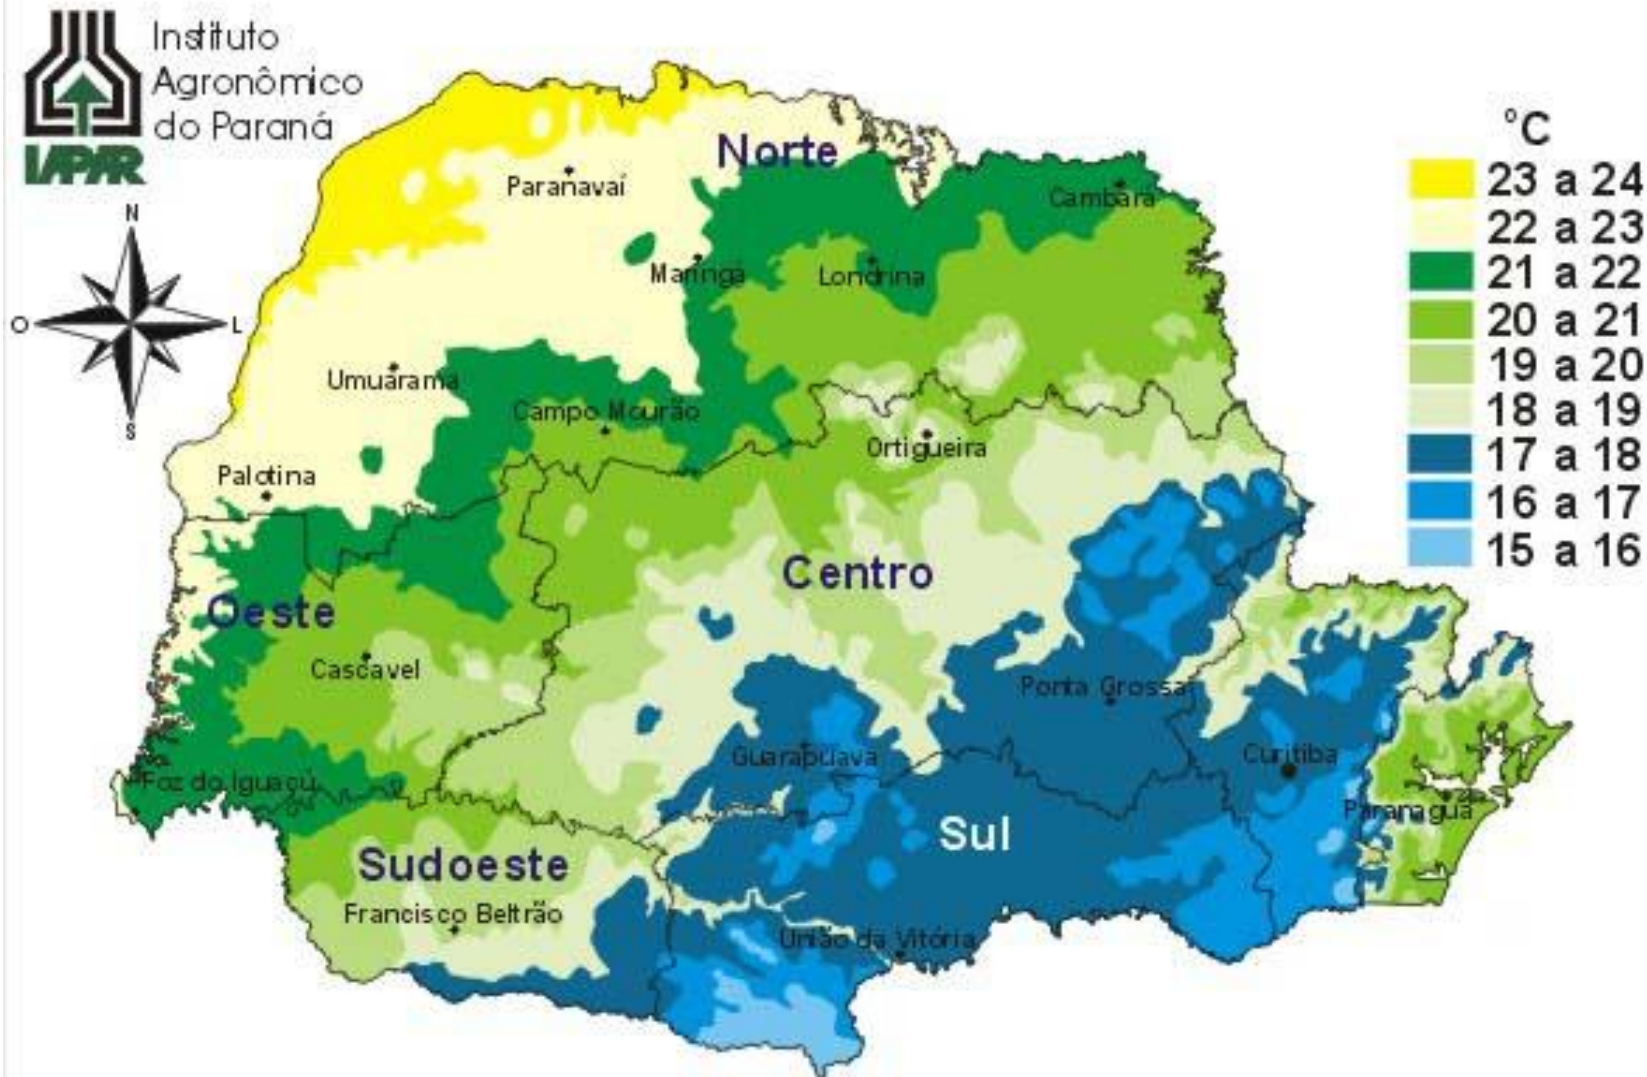 Instituto
Agronômico
do Paraná
IAPAR
N
O
L
S
°C
23 a 24
22 a 23
21 a 22
20 a 21
19 a 20
18 a 19
17 a 18
16 a 17
15 a 16
Norte
Paranavaí
Cambára
Maringá
Londrina
Umuarama
Campo Mourão
Ortigueira
Palotina
Centro
Oeste
Cascavel
Ponta Grossa
Guarapuava
Curitiba
Foz do Iguaçú
Paranaguá
Sul
Sudoeste
Francisco Beltrão
União da Vitória